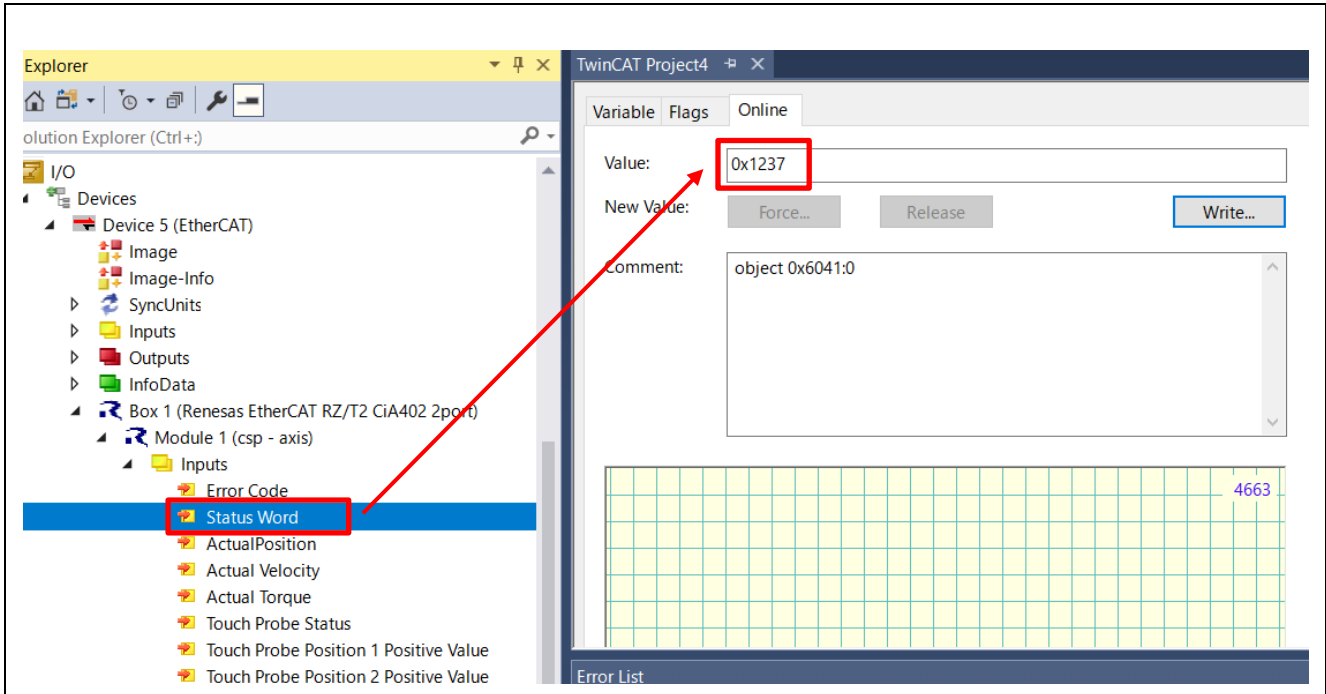 Explorer
olution Explorer (Ctrl+:)
I/O
Devices
Device 5 (EtherCAT)
Image
Image-Info
SyncUnits
Inputs
Outputs
InfoData
Box 1 (Renesas EtherCAT RZ/T2 CiA402 2port)
Module 1 (csp - axis)
Inputs
Error Code
Status Word
ActualPosition
Actual Velocity
Actual Torque
Touch Probe Status
Touch Probe Position 1 Positive Value
Touch Probe Position 2 Positive Value
TwinCAT Project4
Variable Flags Online
Value: 0x1237
New Value: Force... Release Write...
Comment: object 0x6041:0
4663
Error List